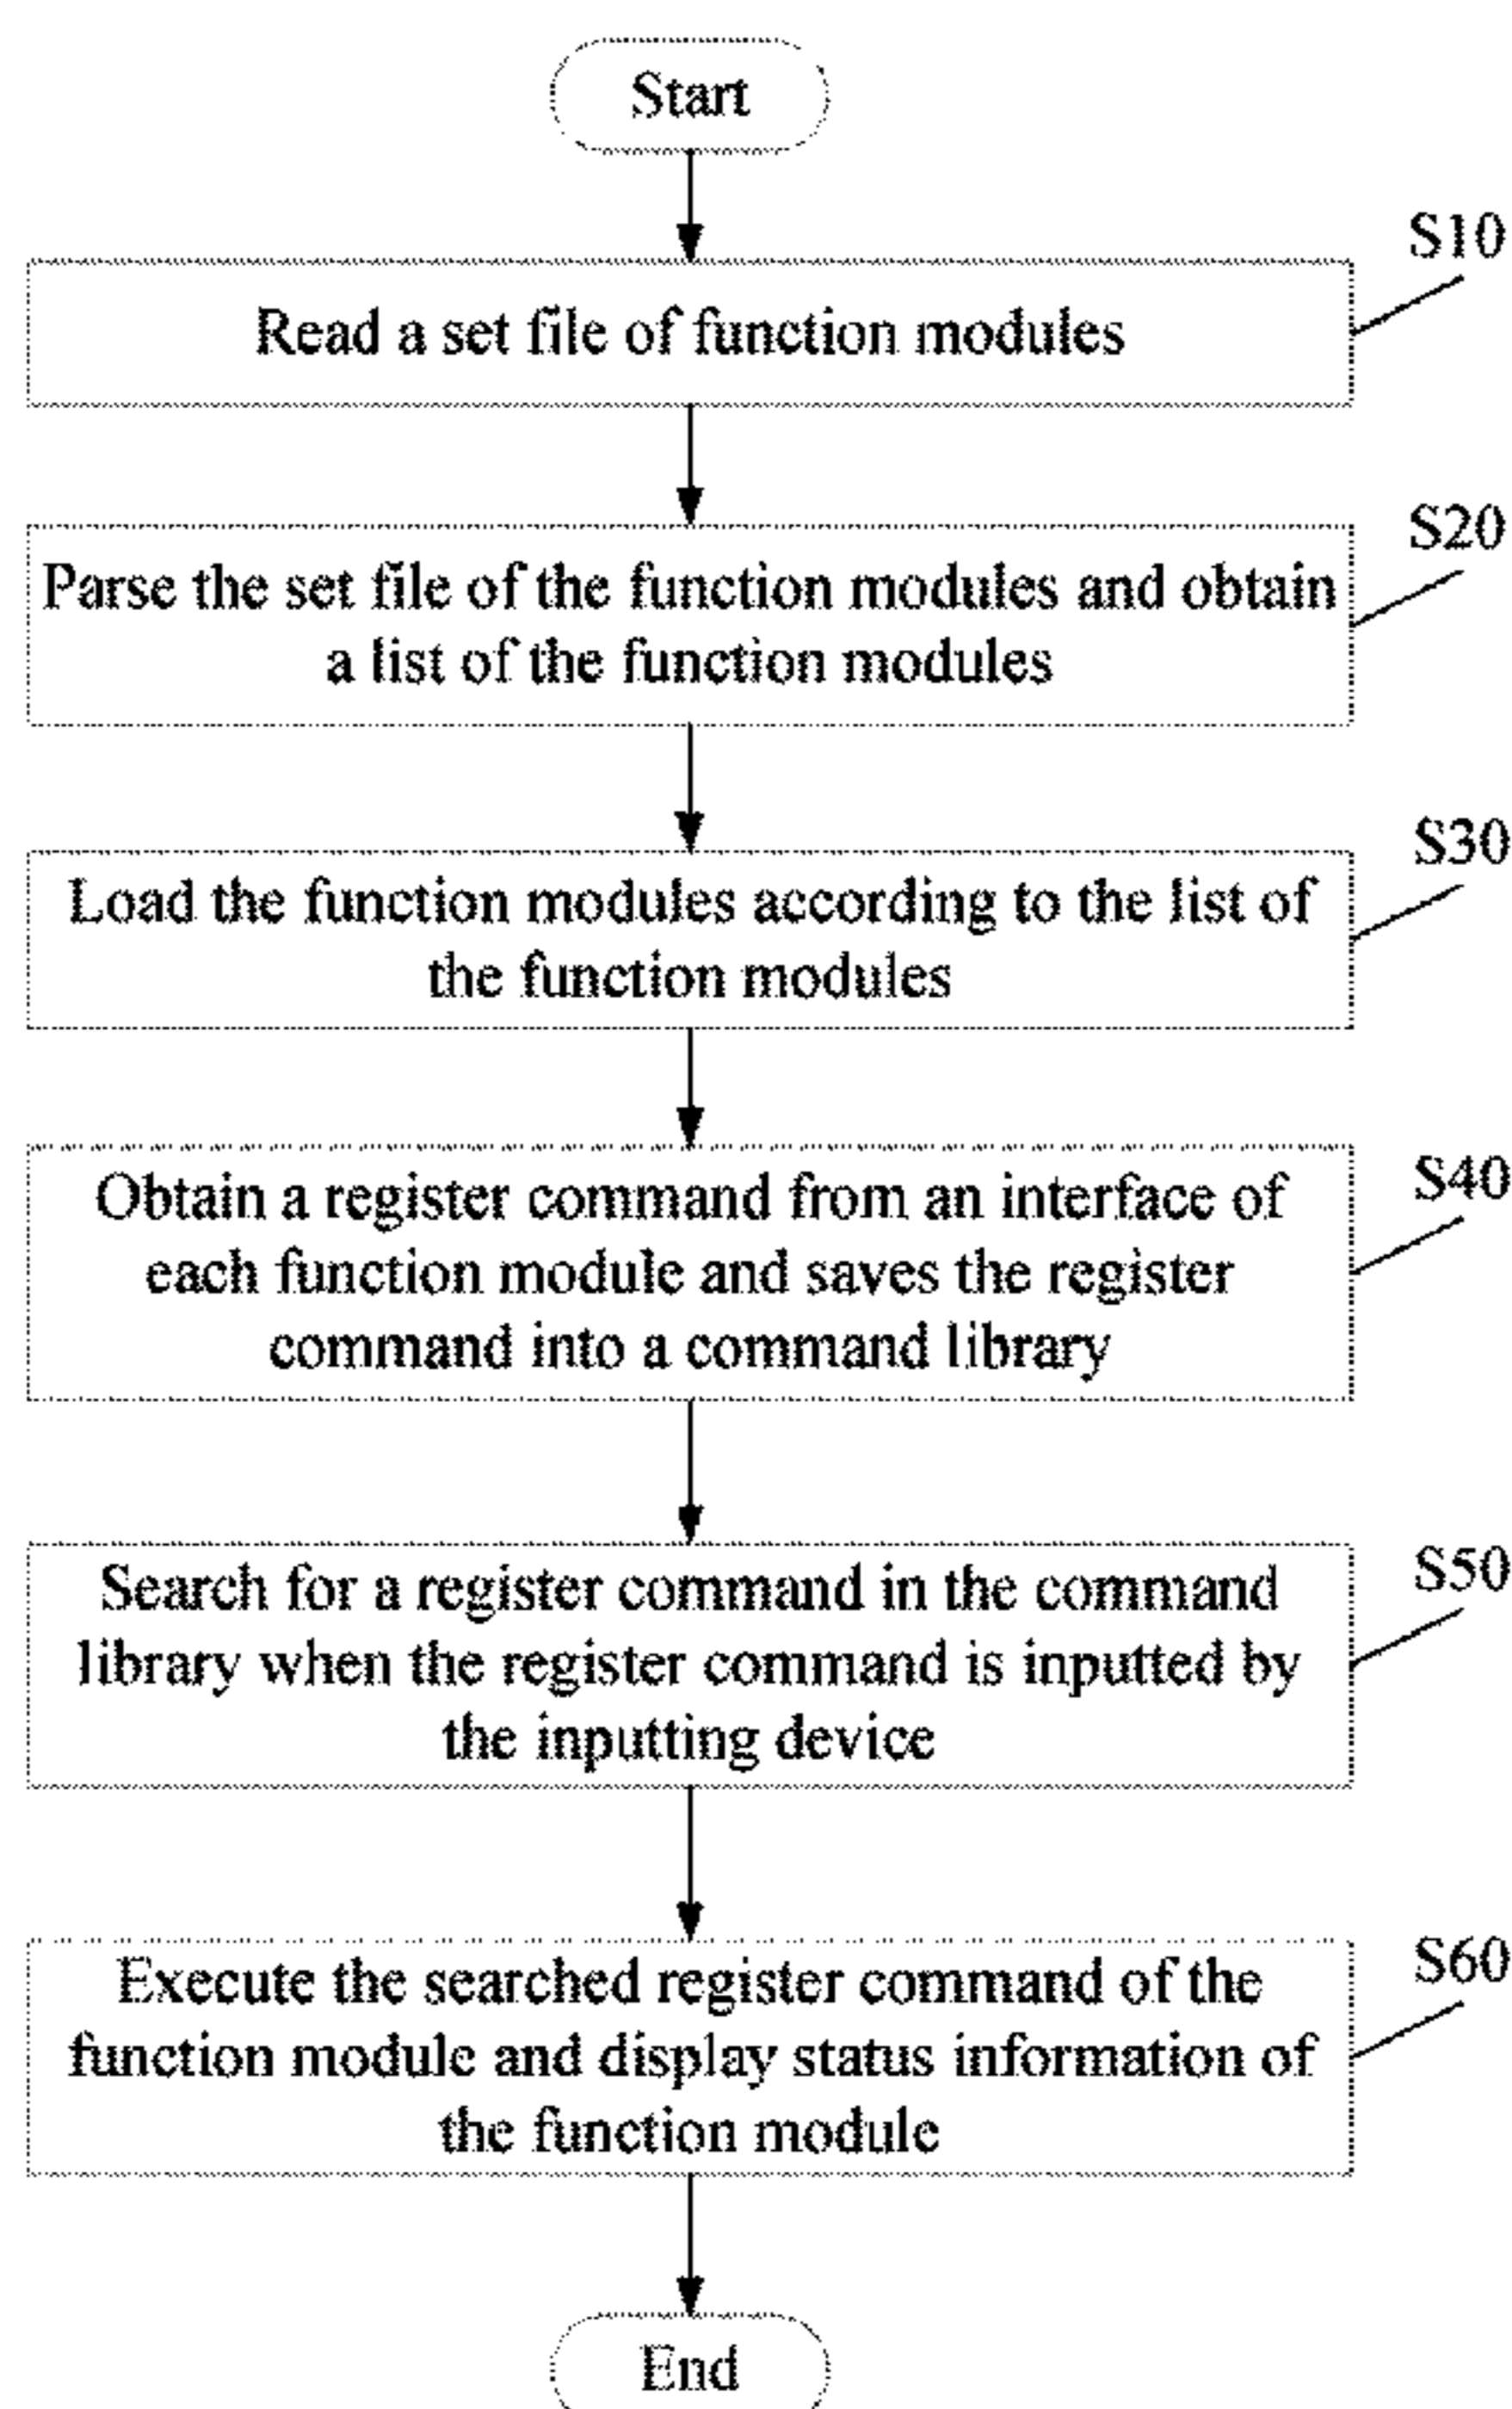 Start
S10
Read a set file of function modules
S20
Parse the set file of the function modules and obtain
a list of the function modules
S30
Load the function modules according to the list of
the function modules
S40
Obtain a register command from an interface of
each function module and saves the register
command into a command library
S50
Search for a register command in the command
library when the register command is inputted by
the inputting device
S60
Execute the searched register command of the
function module and display status information of
the function module
End